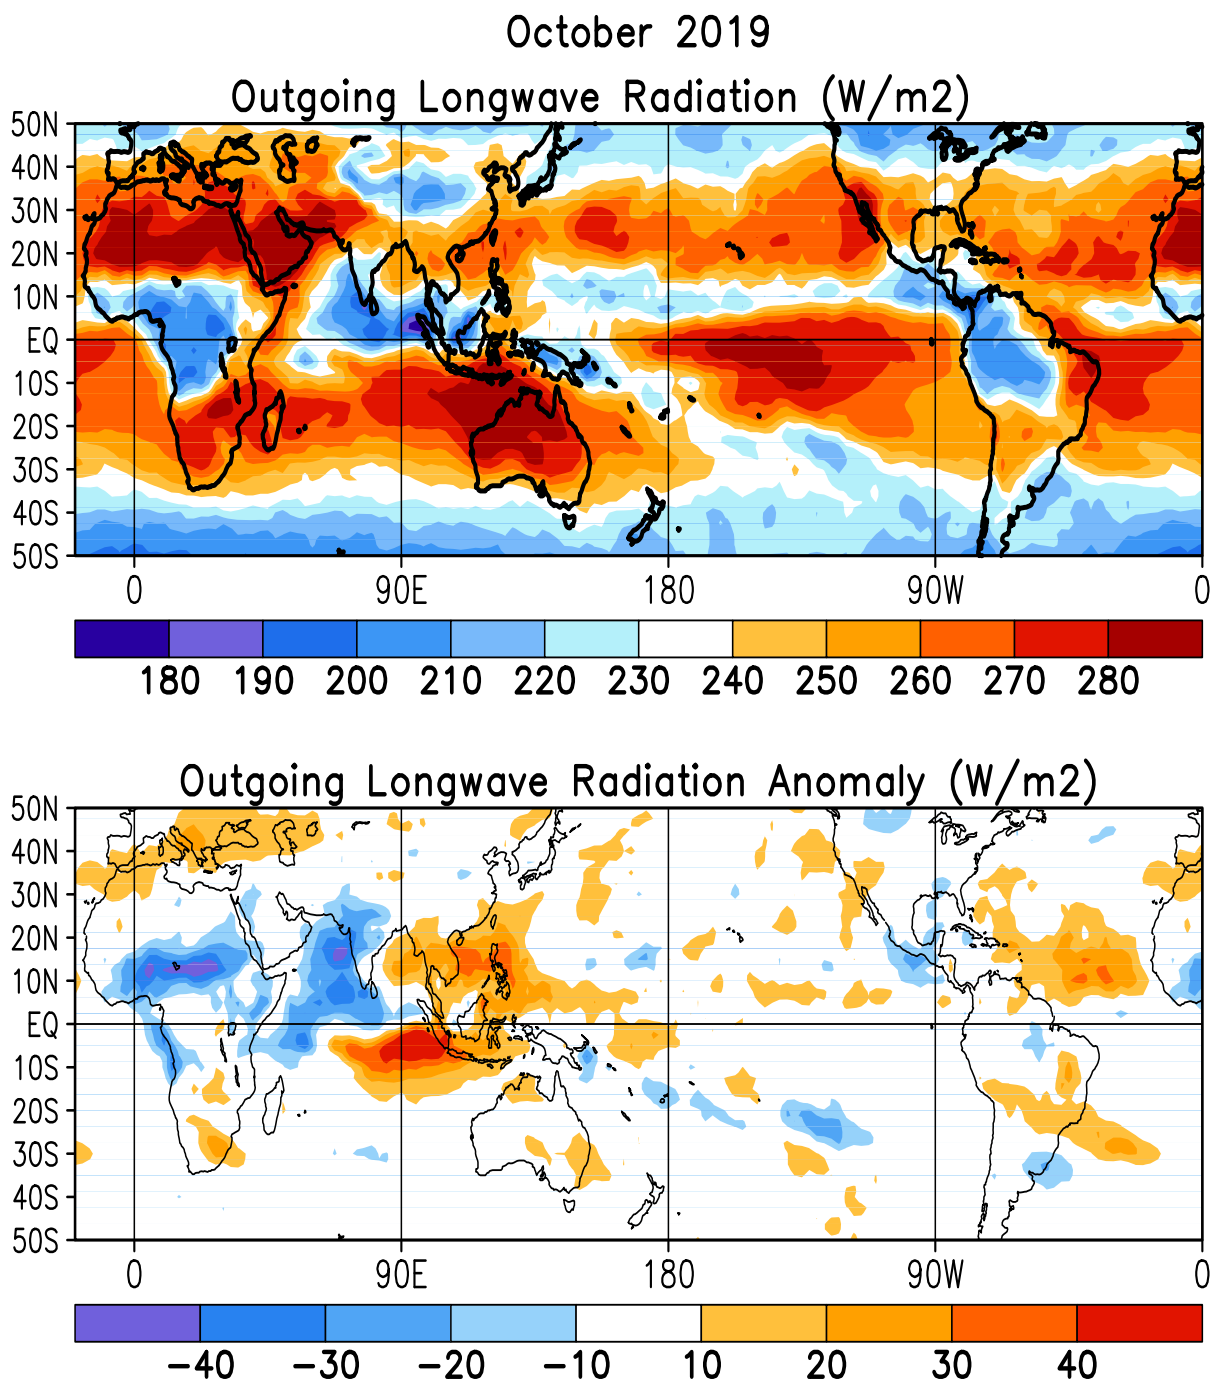 October 2019
Outgoing Longwave Radiation (W/m2)
50N
40N
30N
20N
10N
EQ
10S
20S
30S
40S
50S
0 90E 180 90W 0
180 190 200 210 220 230 240 250 260 270 280
Outgoing Longwave Radiation Anomaly (W/m2)
50N
40N
30N
20N
10N
EQ
10S
20S
30S
40S
50S
0 90E 180 90W 0
-40 -30 -20 -10 10 20 30 40